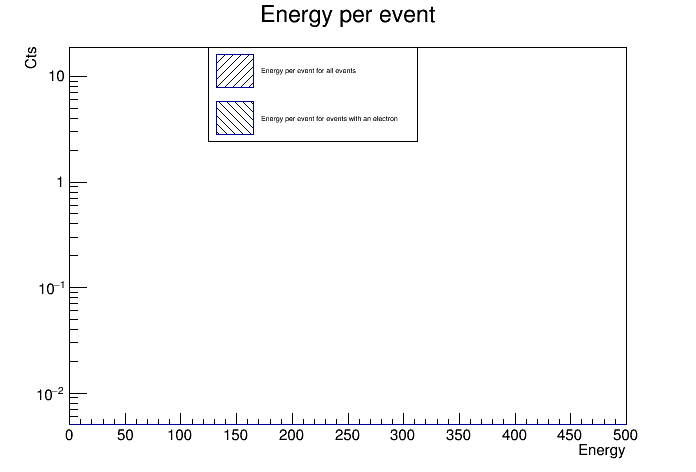 Energy per event
Cts
Energy per event for all events
Energy per event for events with an electron
10
1
10⁻¹
10⁻²
0 50 100 150 200 250 300 350 400 450 500
Energy